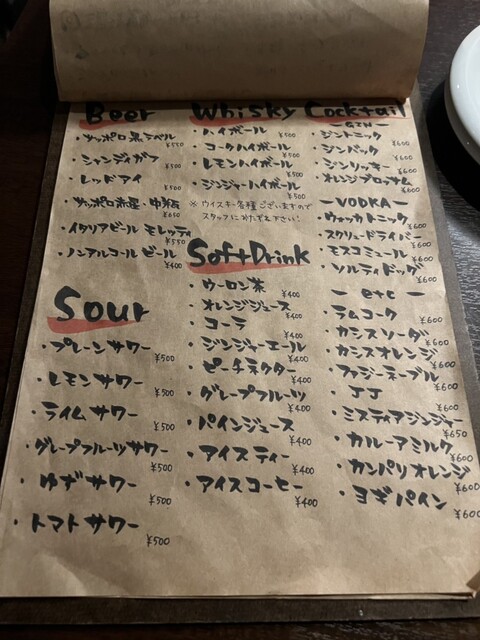 Beer
・サッポロ黒ラベル
¥550
・シャンディガフ
・レッドアイ
・サッポロ赤星・中瓶
¥650
・イタリアビール モレッティ
¥550
・ノンアルコールビール
¥400
Sour
・プレーンサワー
¥500
・レモンサワー
¥500
・ライムサワー
¥500
・グレープフルーツサワー
¥500
・ゆずサワー
¥500
・トマトサワー
¥500
Whisky
・ハイボール
¥500
・コークハイボール
¥500
・レモンハイボール
¥500
・ジンジャーハイボール
¥500
※ウイスキー各種ございますので
スタッフにおたずね下さい!
Soft Drink
・ウーロン茶
¥400
・オレンジジュース
¥400
・コーラ
¥400
・ジンジャーエール
¥400
・ピーチネクター
¥400
・グレープフルーツ
¥400
・パインジュース
¥400
・アイスティー
¥400
・アイスコーヒー
¥400
Cocktail
ーGINー
・ジントニック
¥600
・ジンバック
¥600
・ジンリッキー
¥600
・オレンジブロッサム
¥600
ーVODKAー
・ウォッカトニック
¥600
・スクリュードライバー
¥600
・モスコミュール
¥600
・ソルティドッグ
¥600
ーetcー
・ラムコーク
¥600
・カシスソーダ
¥600
・カシスオレンジ
¥600
・ファジーネーブル
¥600
・JJ
¥600
・ミスティアジンジャー
¥650
・カルーアミルク
¥600
・カンパリオレンジ
¥600
・ヨギパイン
¥600